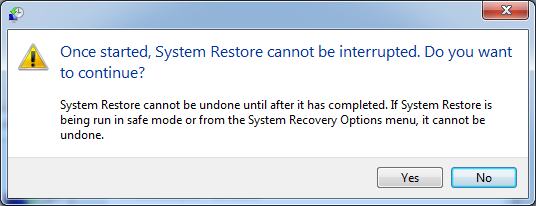 Once started, System Restore cannot be interrupted. Do you want
to continue?
System Restore cannot be undone until after it has completed. If System Restore is
being run in safe mode or from the System Recovery Options menu, it cannot be
undone.
Yes No